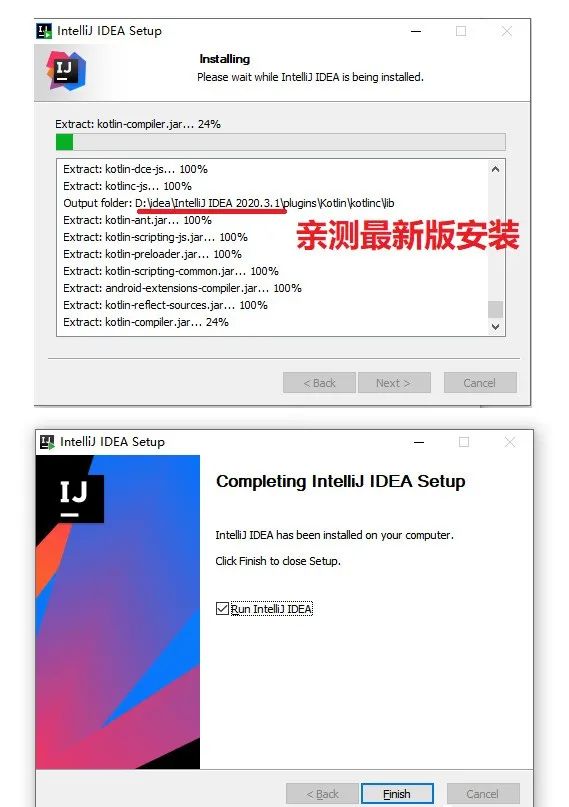 IntelliJ IDEA Setup
Installing
Please wait while IntelliJ IDEA is being installed.
Extract: kotlin-compiler.jar... 24%
Extract: kotlin-dce-js... 100%
Extract: kotlinc-js... 100%
Output folder: D:\idea\IntelliJ IDEA 2020.3.1\plugins\Kotlin\kotlinc\lib
Extract: kotlin-ant.jar... 100%
Extract: kotlin-scripting-js.jar... 100%
Extract: kotlin-preloader.jar... 100%
Extract: kotlin-scripting-common.jar... 100%
Extract: android-extensions-compiler.jar... 100%
Extract: kotlin-reflect-sources.jar... 100%
Extract: kotlin-compiler.jar... 24%
亲测最新版安装
< Back
Next >
Cancel
IntelliJ IDEA Setup
Completing IntelliJ IDEA Setup
IntelliJ IDEA has been installed on your computer.
Click Finish to close Setup.
Run IntelliJ IDEA
< Back
Finish
Cancel